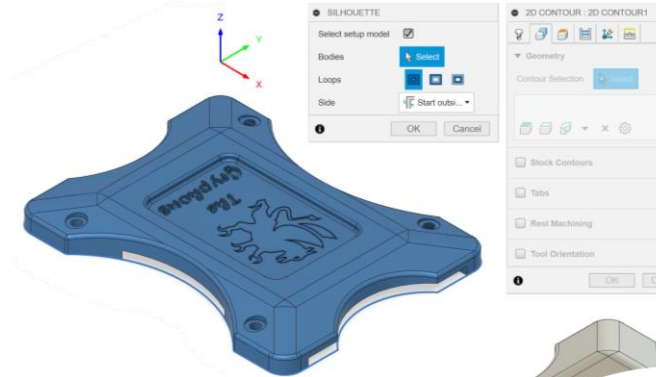 Z
Y
X
The
Gryphons
SILHOUETTE
Select setup model
Bodies
Select
Loops
Side
Start outsi...
OK
Cancel
2D CONTOUR : 2D CONTOUR1
Geometry
Contour Selection
Select
Stock Contours
Tabs
Rest Machining
Tool Orientation
OK
C